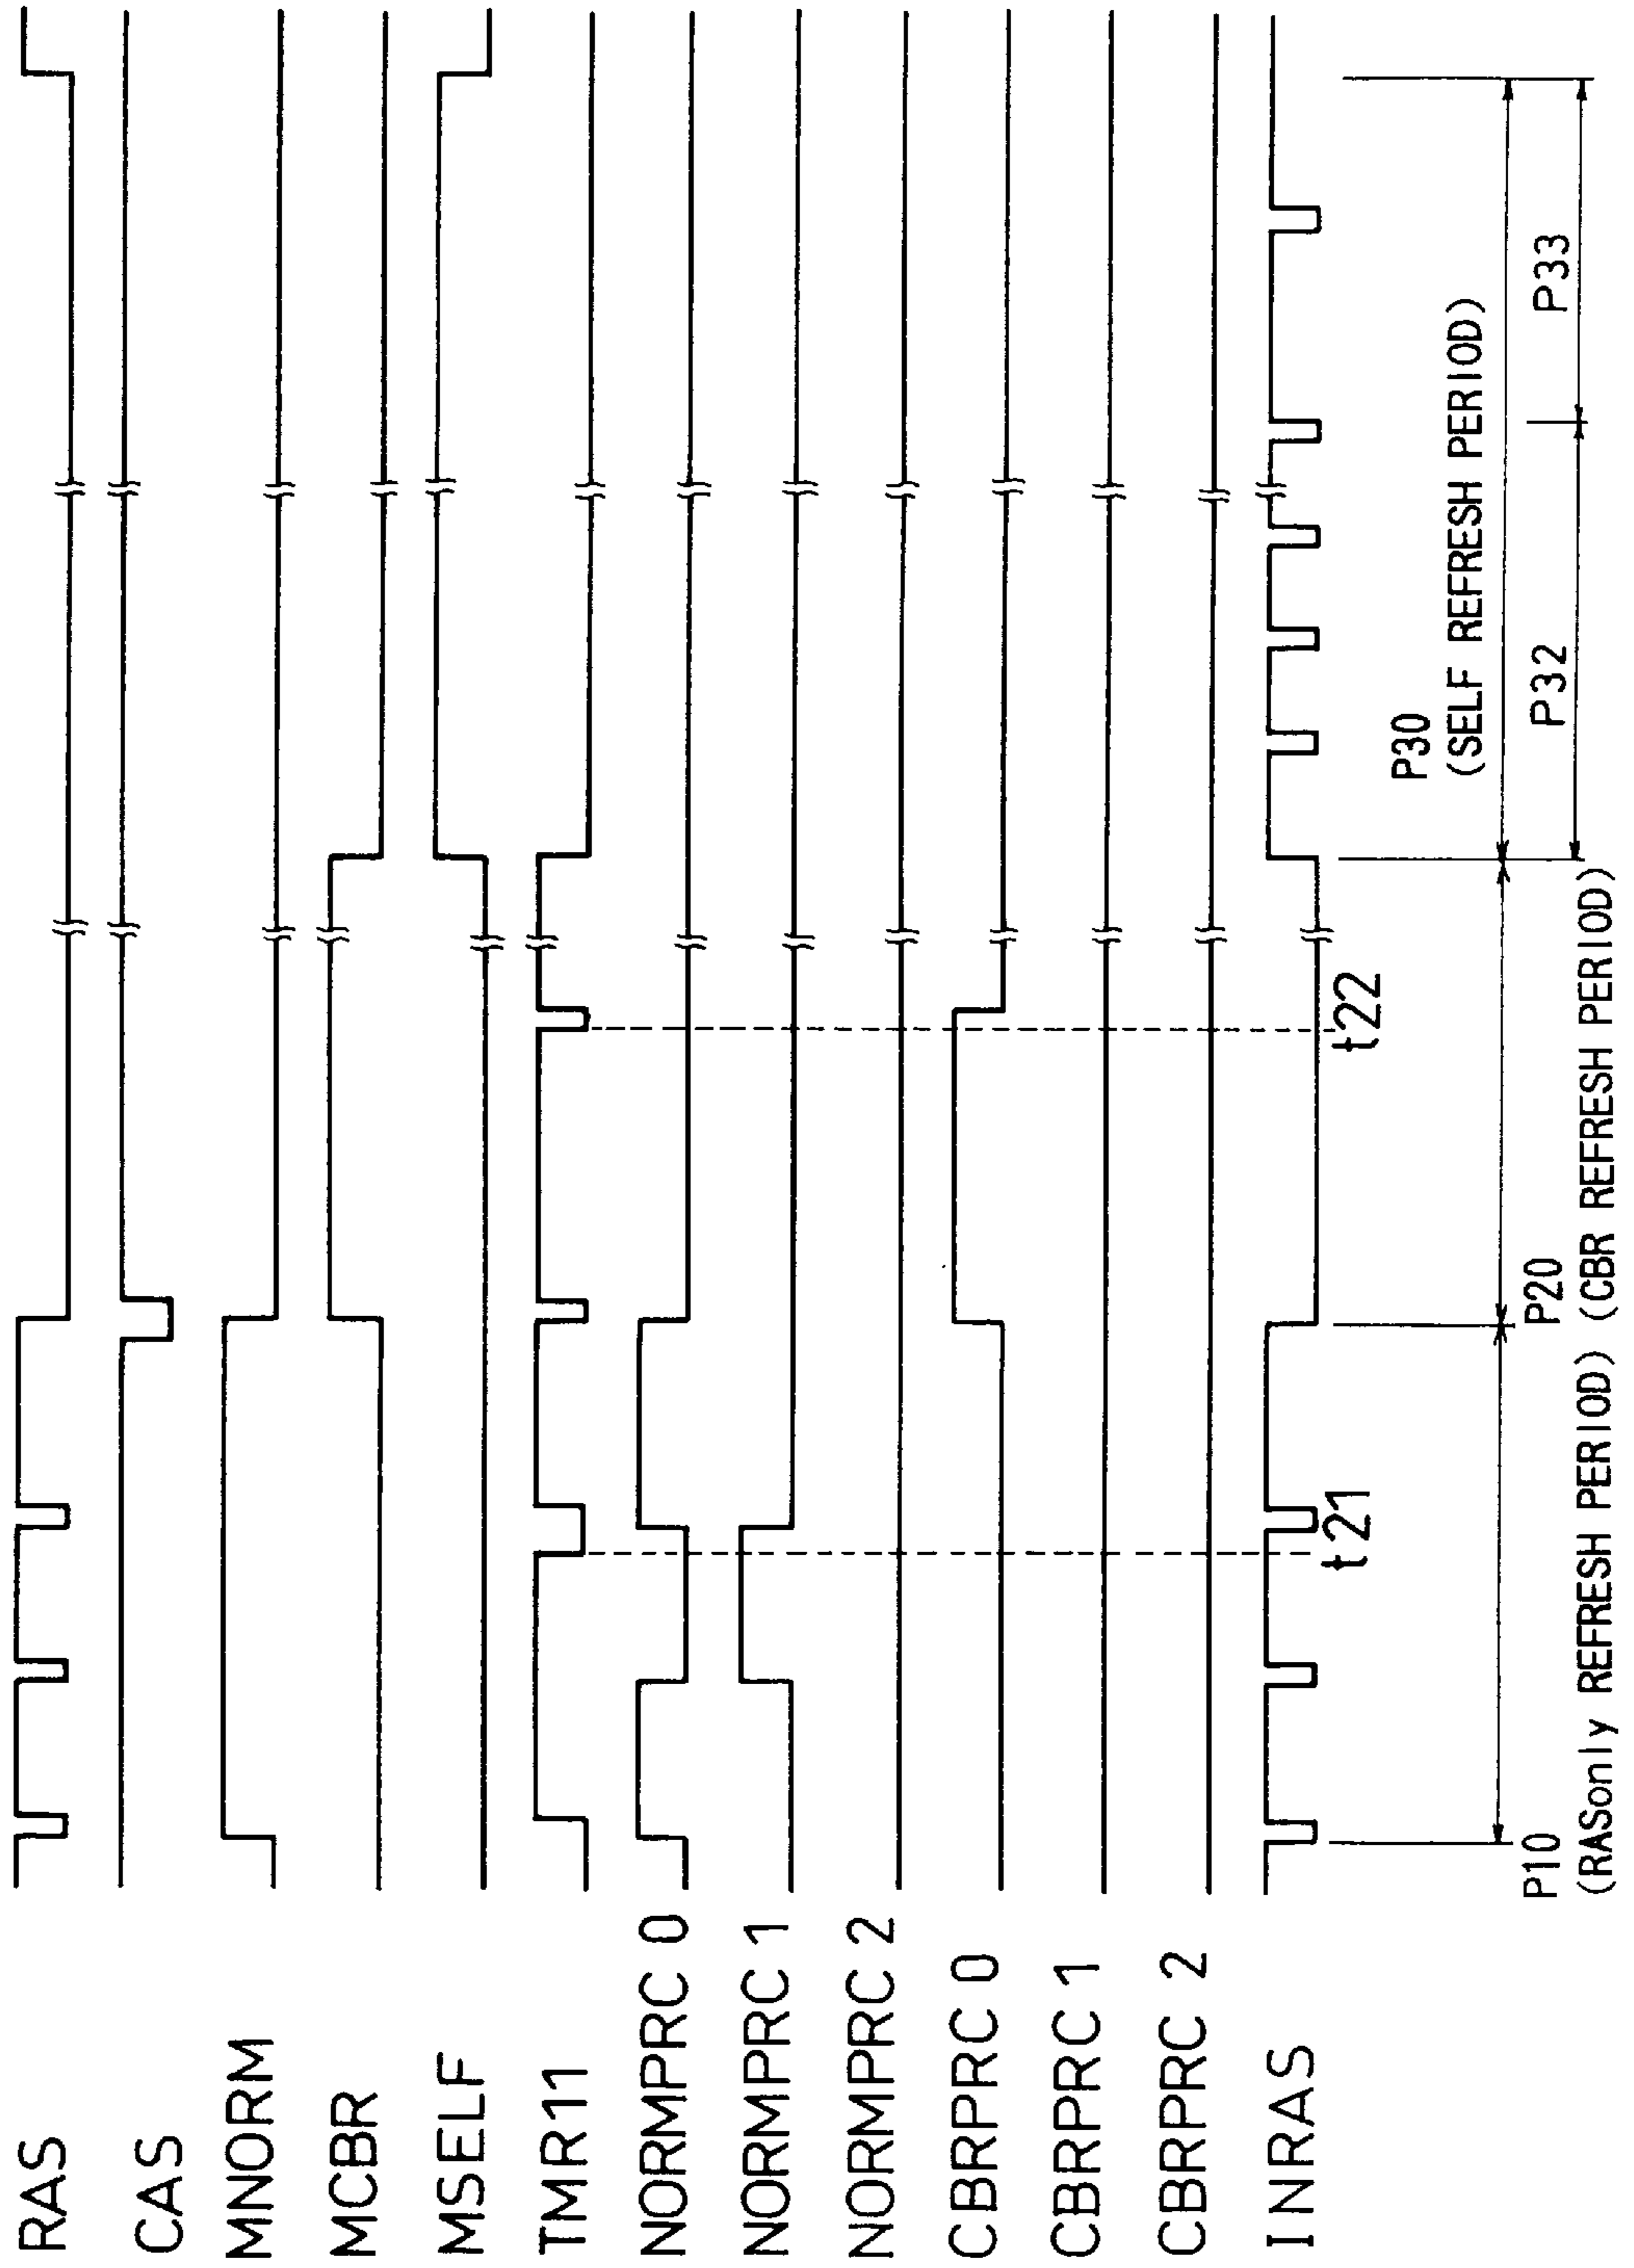 RAS
CAS
MNORM
MCBR
MSELF
TMR11
NORMPRC 0
NORMPRC 1
NORMPRC 2
CBRPRC 0
CBRPRC 1
CBRPRC 2
INRAS
t21
t22
P30
(SELF REFRESH PERIOD)
P10
P20
P32
P33
(RASonly REFRESH PERIOD) (CBR REFRESH PERIOD)